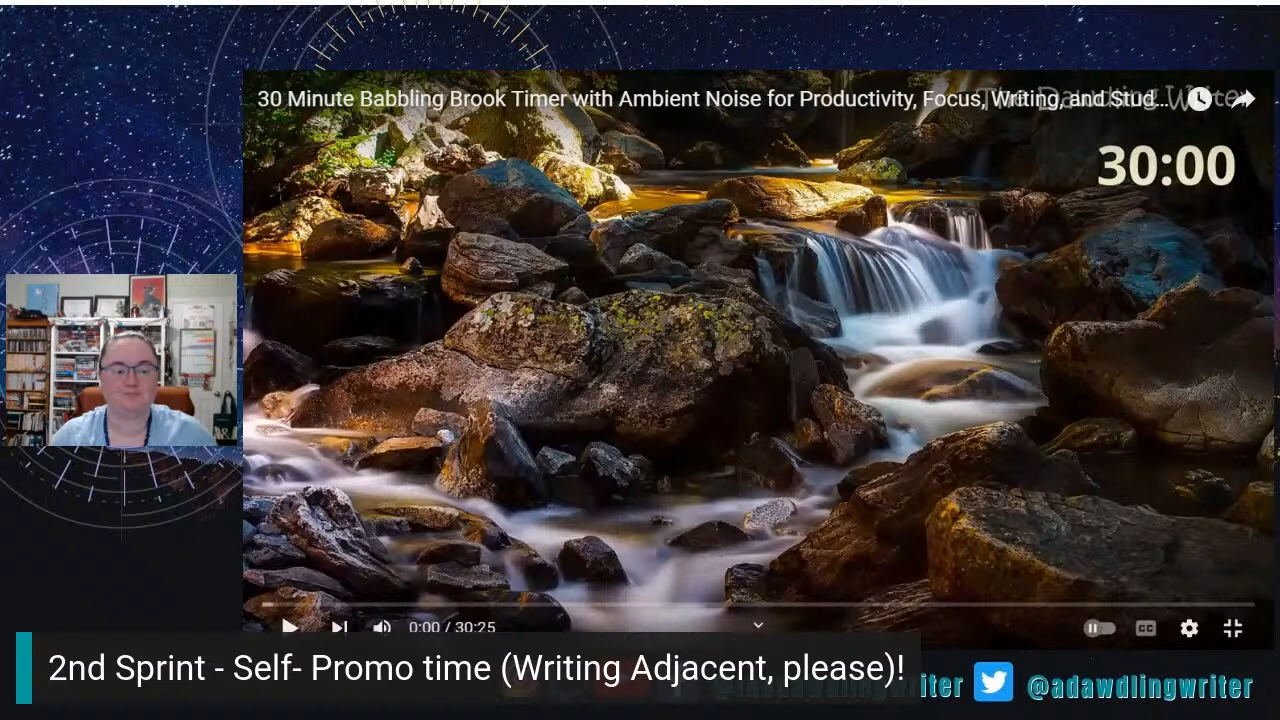 30 Minute Babbling Brook Timer with Ambient Noise for Productivity, Focus, Writing, and Stud...
30:00
0:00 / 30:25
CC
2nd Sprint - Self- Promo time (Writing Adjacent, please)!
@adawdlingwriter